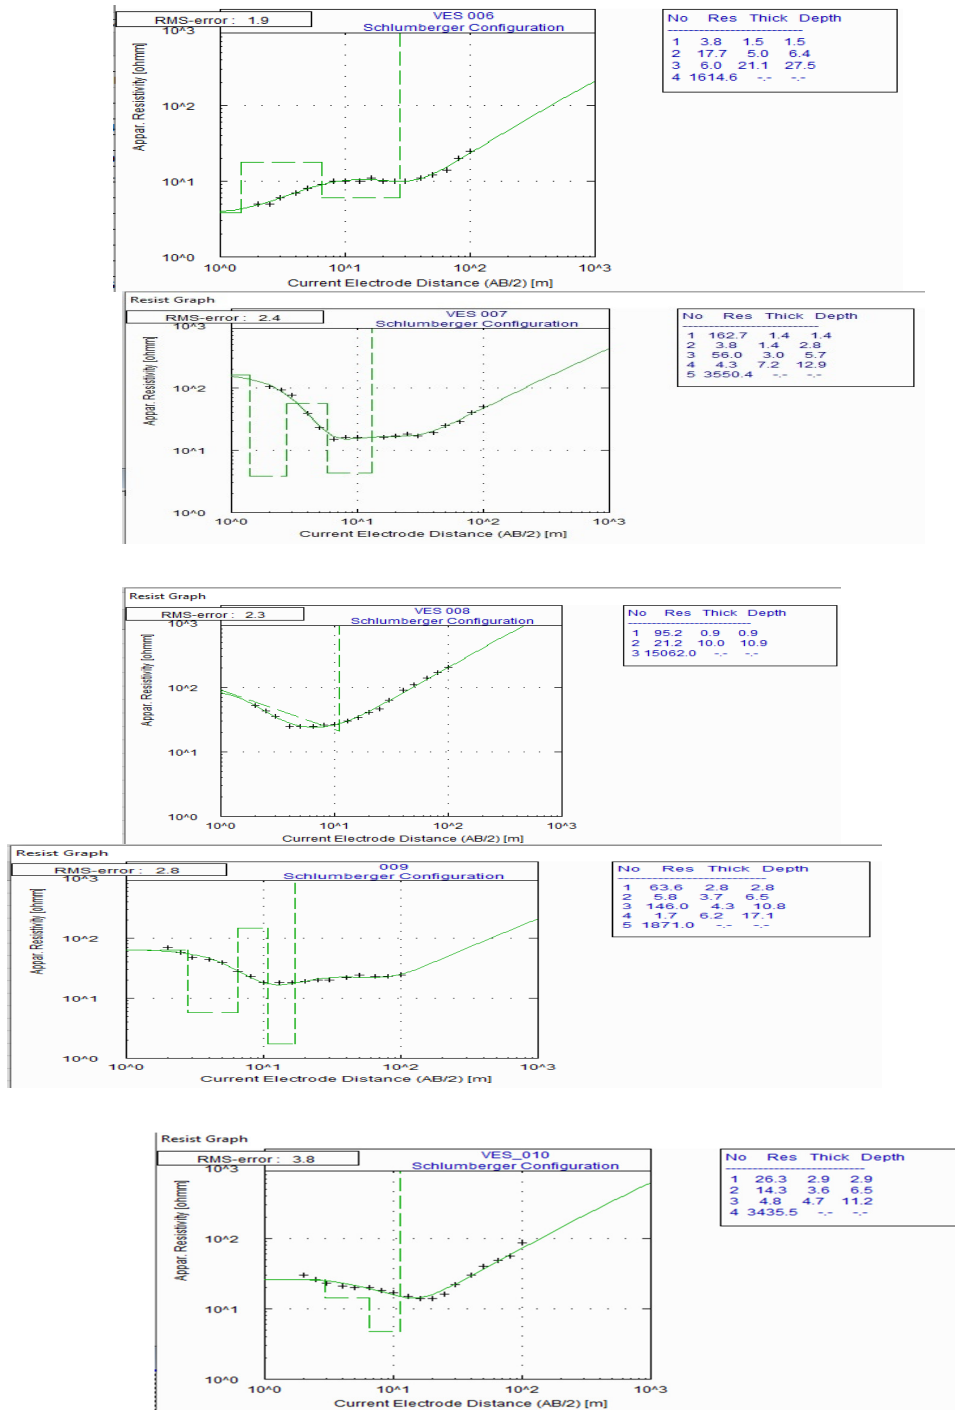 RMS-error : 1.9
VES 006
Schlumberger Configuration
Appar. Resistivity [ohmm]
10^3
10^2
10^1
10^0
10^0 10^1 10^2 10^3
Current Electrode Distance (AB/2) [m]
No Res Thick Depth
1 3.8 1.5 1.5
2 17.7 5.0 6.4
3 6.0 21.1 27.5
4 1614.6 -.- -.-
Resist Graph
RMS-error : 2.4
VES 007
Schlumberger Configuration
Appar. Resistivity [ohmm]
10^3
10^2
10^1
10^0
10^0 10^1 10^2 10^3
Current Electrode Distance (AB/2) [m]
No Res Thick Depth
1 162.7 1.4 1.4
2 3.8 1.4 2.8
3 56.0 3.0 5.7
4 4.3 7.2 12.9
5 3550.4 -.- -.-
Resist Graph
RMS-error : 2.3
VES 008
Schlumberger Configuration
Appar. Resistivity [ohmm]
10^3
10^2
10^1
10^0
10^0 10^1 10^2 10^3
Current Electrode Distance (AB/2) [m]
No Res Thick Depth
1 95.2 0.9 0.9
2 21.2 10.0 10.9
3 15062.0 -.- -.-
Resist Graph
RMS-error : 2.8
009
Schlumberger Configuration
Appar. Resistivity [ohmm]
10^3
10^2
10^1
10^0
10^0 10^1 10^2 10^3
Current Electrode Distance (AB/2) [m]
No Res Thick Depth
1 63.6 2.8 2.8
2 5.8 3.7 6.5
3 146.0 4.3 10.8
4 1.7 6.2 17.1
5 1871.0 -.- -.-
Resist Graph
RMS-error : 3.8
VES_010
Schlumberger Configuration
Appar. Resistivity [ohmm]
10^3
10^2
10^1
10^0
10^0 10^1 10^2 10^3
Current Electrode Distance (AB/2) [m]
No Res Thick Depth
1 26.3 2.9 2.9
2 14.3 3.6 6.5
3 4.8 4.7 11.2
4 3435.5 -.- -.-